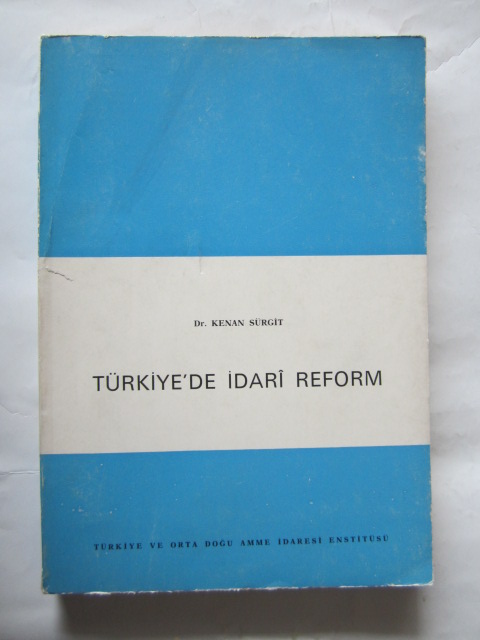 Dr. KENAN SÜRGİT
TÜRKİYE'DE İDARÎ REFORM
TÜRKİYE VE ORTA DOĞU AMME İDARESİ ENSTİTÜSÜ